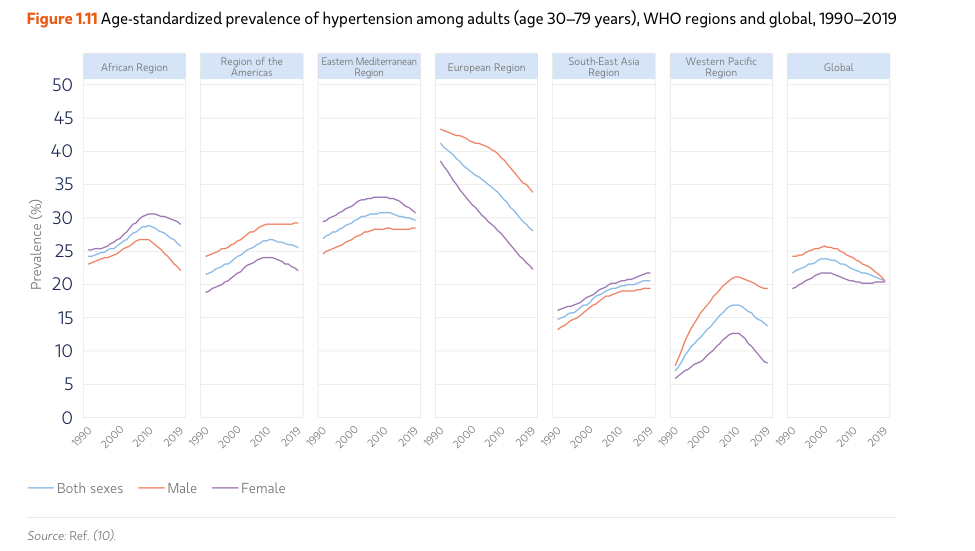 Figure 1.11 Age-standardized prevalence of hypertension among adults (age 30–79 years), WHO regions and global, 1990–2019
African Region
Region of the
Americas
Eastern Mediterranean
Region
European Region
South-East Asia
Region
Western Pacific
Region
Global
Prevalence (%)
50
45
40
35
30
25
20
15
10
5
0
1990 2000 2010 2019
1990 2000 2010 2019
1990 2000 2010 2019
1990 2000 2010 2019
1990 2000 2010 2019
1990 2000 2010 2019
1990 2000 2010 2019
Both sexes Male Female
Source: Ref. (10).